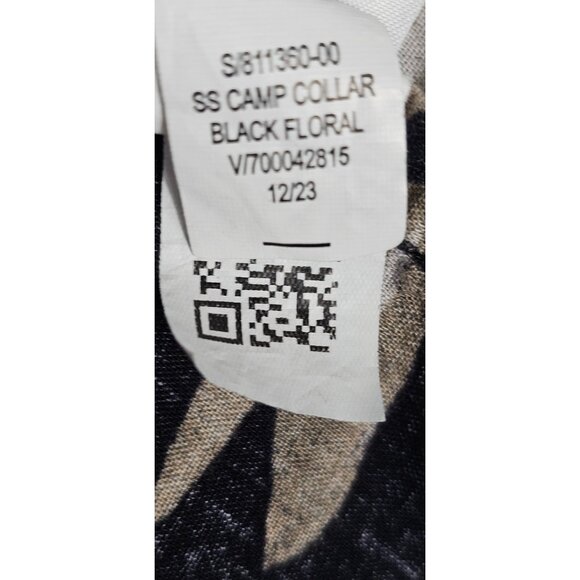 S/811360-00
SS CAMP COLLAR
BLACK FLORAL
V/700042815
12/23